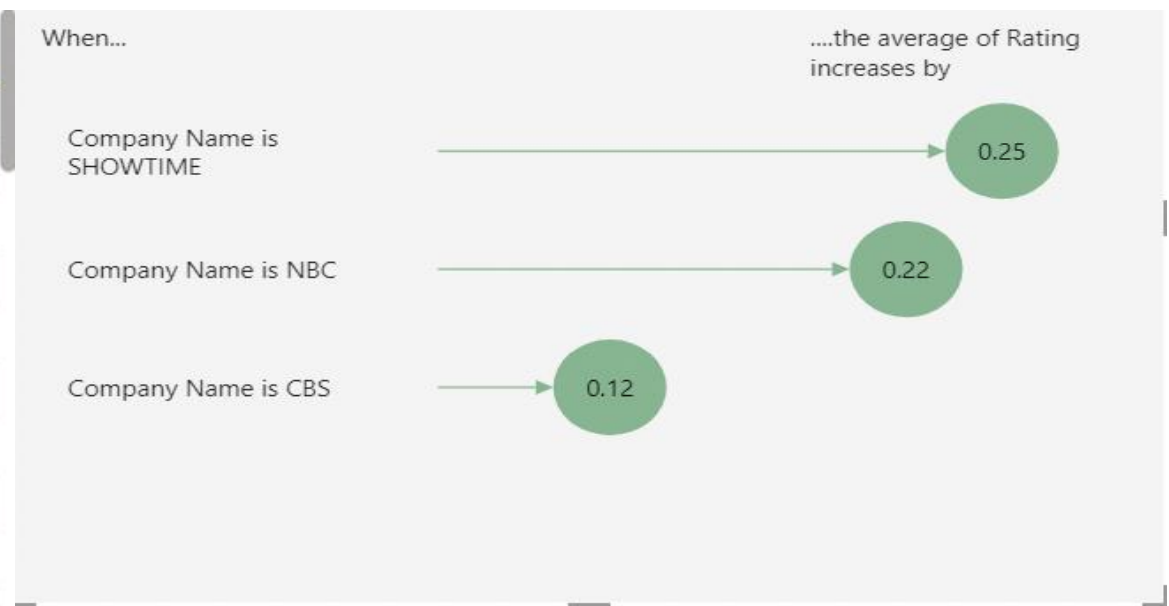 When...
....the average of Rating
increases by
Company Name is
SHOWTIME
0.25
Company Name is NBC
0.22
Company Name is CBS
0.12